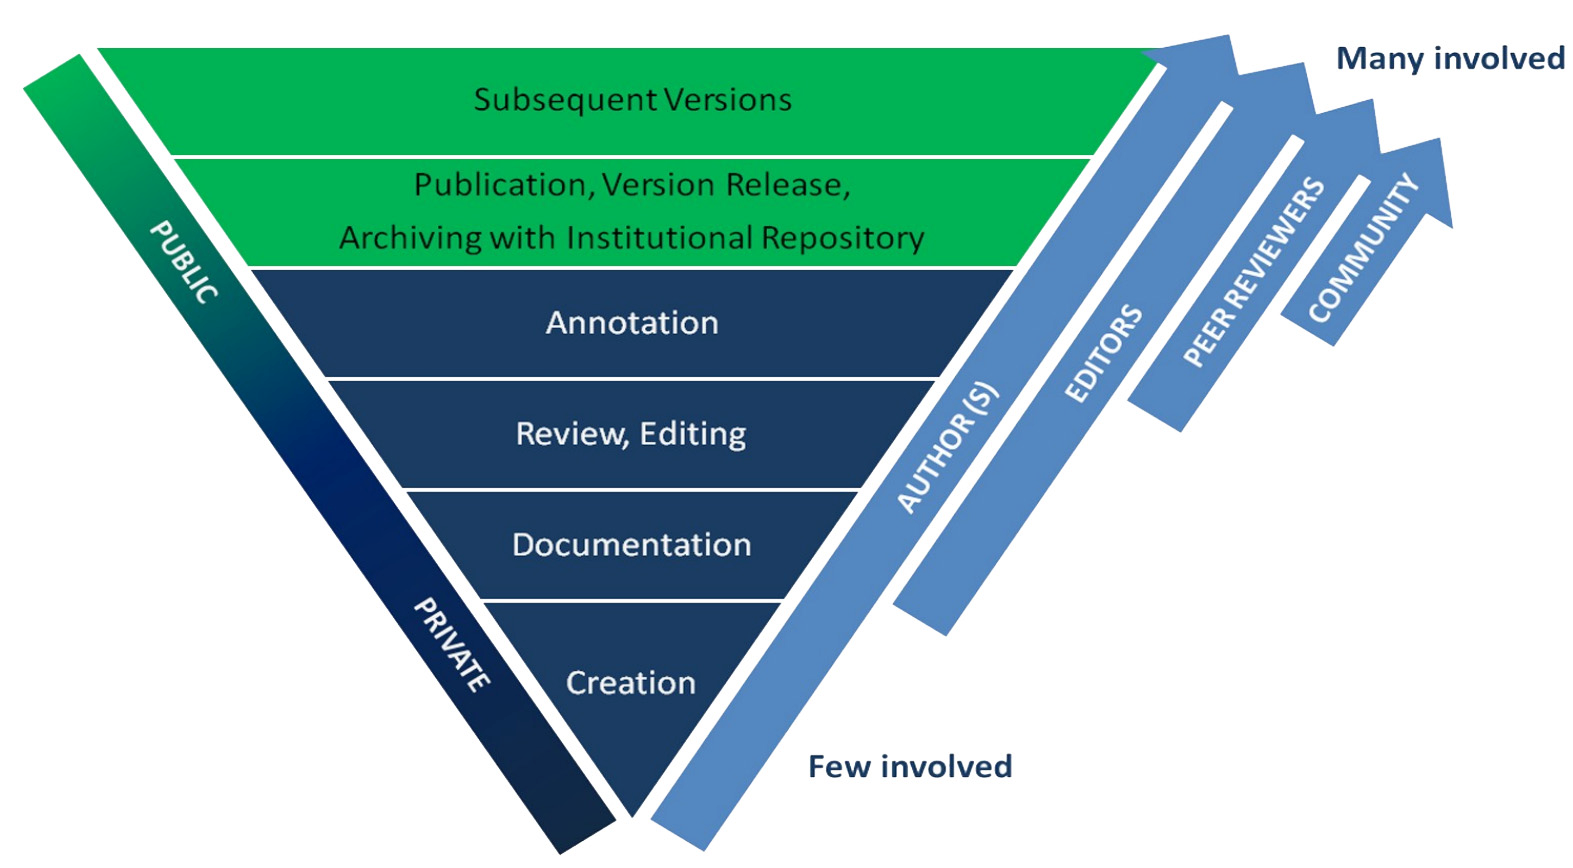 Many involved
Subsequent Versions
Publication, Version Release,
Archiving with Institutional Repository
Annotation
Review, Editing
Documentation
Creation
PUBLIC
PRIVATE
AUTHOR(S)
EDITORS
PEER REVIEWERS
COMMUNITY
Few involved